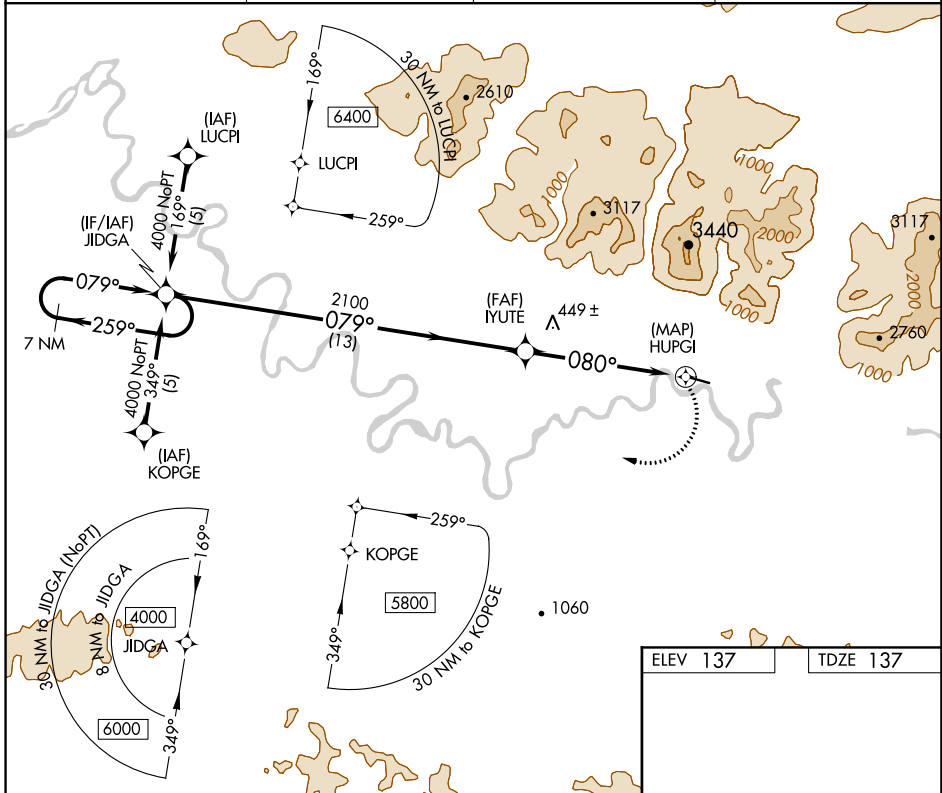 (IAF)
LUCPI
4000 NoPT
169°
(5)
(IF/IAF)
JIDGA
079°
259°
7 NM
4000 NoPT
349°
(5)
(IAF)
KOPGE
169°
30 NM to LUCPI
6400
LUCPI
259°
2610
1000
3117
1000
3440
2000
1000
3117
2000
2760
1000
2100
079°
(13)
(FAF)
IYUTE
449 ±
080°
(MAP)
HUPGI
30 NM to JIDGA (NoPT)
8 NM to JIDGA
169°
4000
JIDGA
6000
349°
259°
KOPGE
5800
349°
30 NM to KOPGE
1060
ELEV 137
TDZE 137